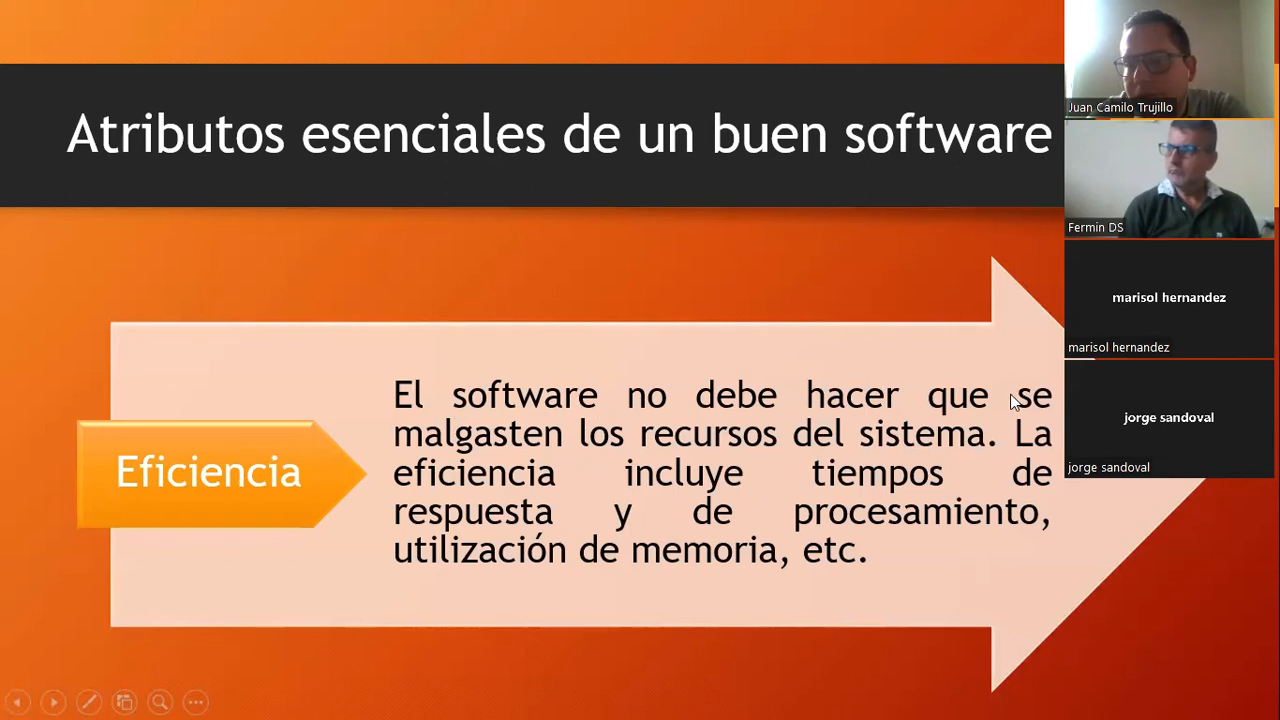 Atributos esenciales de un buen software
Eficiencia
El software no debe hacer que se
malgasten los recursos del sistema. La
eficiencia incluye tiempos de
respuesta y de procesamiento,
utilización de memoria, etc.
Juan Camilo Trujillo
Fermin DS
marisol hernandez
marisol hernandez
jorge sandoval
jorge sandoval